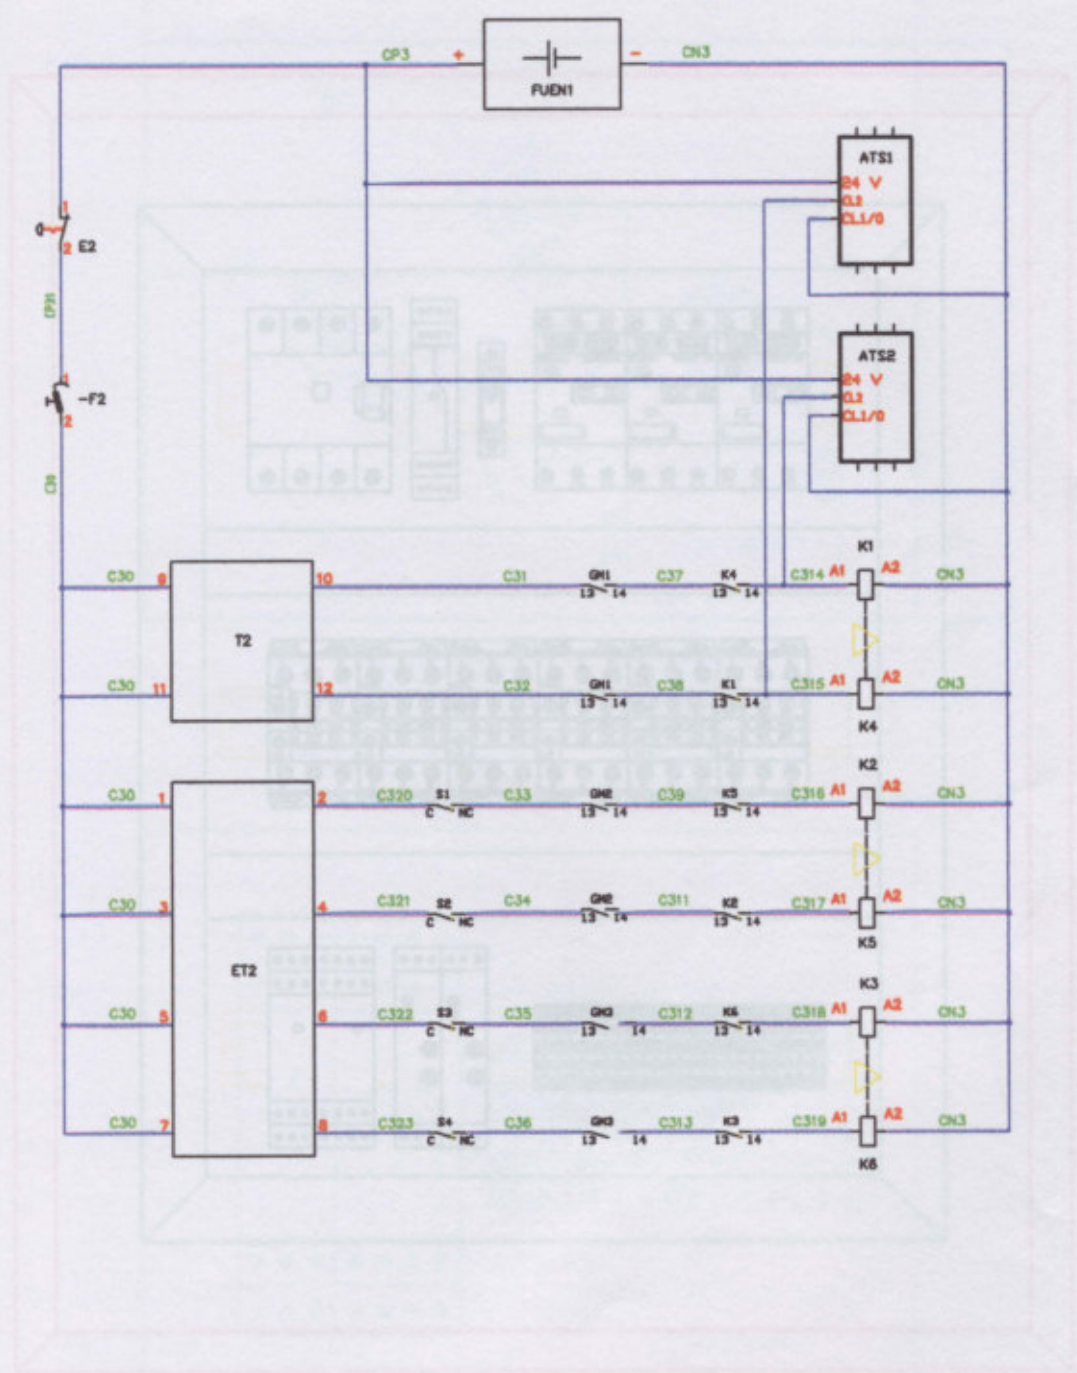 CP3 + - CN3
FUEN1
ATS1
24 V
CL2
CL1/0
1
2 E2
CP31
ATS2
24 V
CL2
CL1/0
1
-F2
2
C30
K1
C30 9 10 C31 GM1 C37 K4 C314 A1 A2 CN3
13 14 13 14
T2
C30 11 12 C32 GM1 C38 K1 C315 A1 A2 CN3
13 14 13 14
K4
K2
C30 1 2 C320 S1 C33 GM2 C39 K5 C316 A1 A2 CN3
C NC 13 14 13 14
C30 3 4 C321 S2 C34 GM2 C311 K2 C317 A1 A2 CN3
C NC 13 14 13 14
K5
ET2
K3
C30 5 6 C322 S3 C35 GM3 C312 K6 C318 A1 A2 CN3
C NC 13 14 13 14
C30 7 8 C323 S4 C36 GM3 C313 K3 C319 A1 A2 CN3
C NC 13 14 13 14
K6